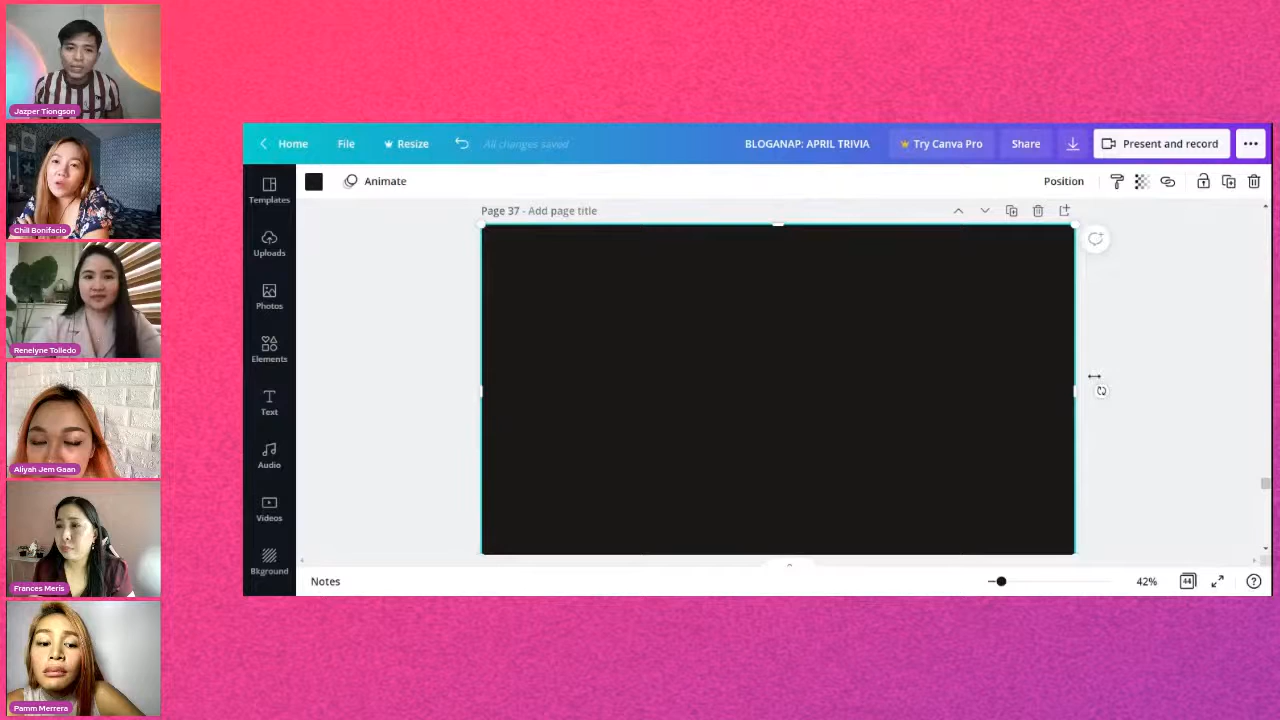 Jazper Tiongson
Chill Bonifacio
Renelyne Tolledo
Aliyah Jem Gaan
Frances Meris
Pamm Merrera
Home File Resize All changes saved BLOGANAP: APRIL TRIVIA Try Canva Pro Share Present and record
Animate Position
Templates
Uploads
Photos
Elements
Text
Audio
Videos
Bkground
Page 37 - Add page title
Notes 42% 44